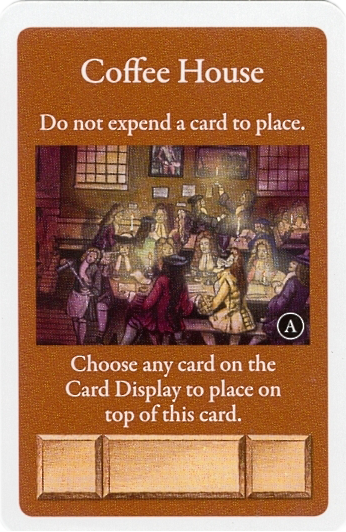 Coffee House
Do not expend a card to place.
A
Choose any card on the
Card Display to place on
top of this card.